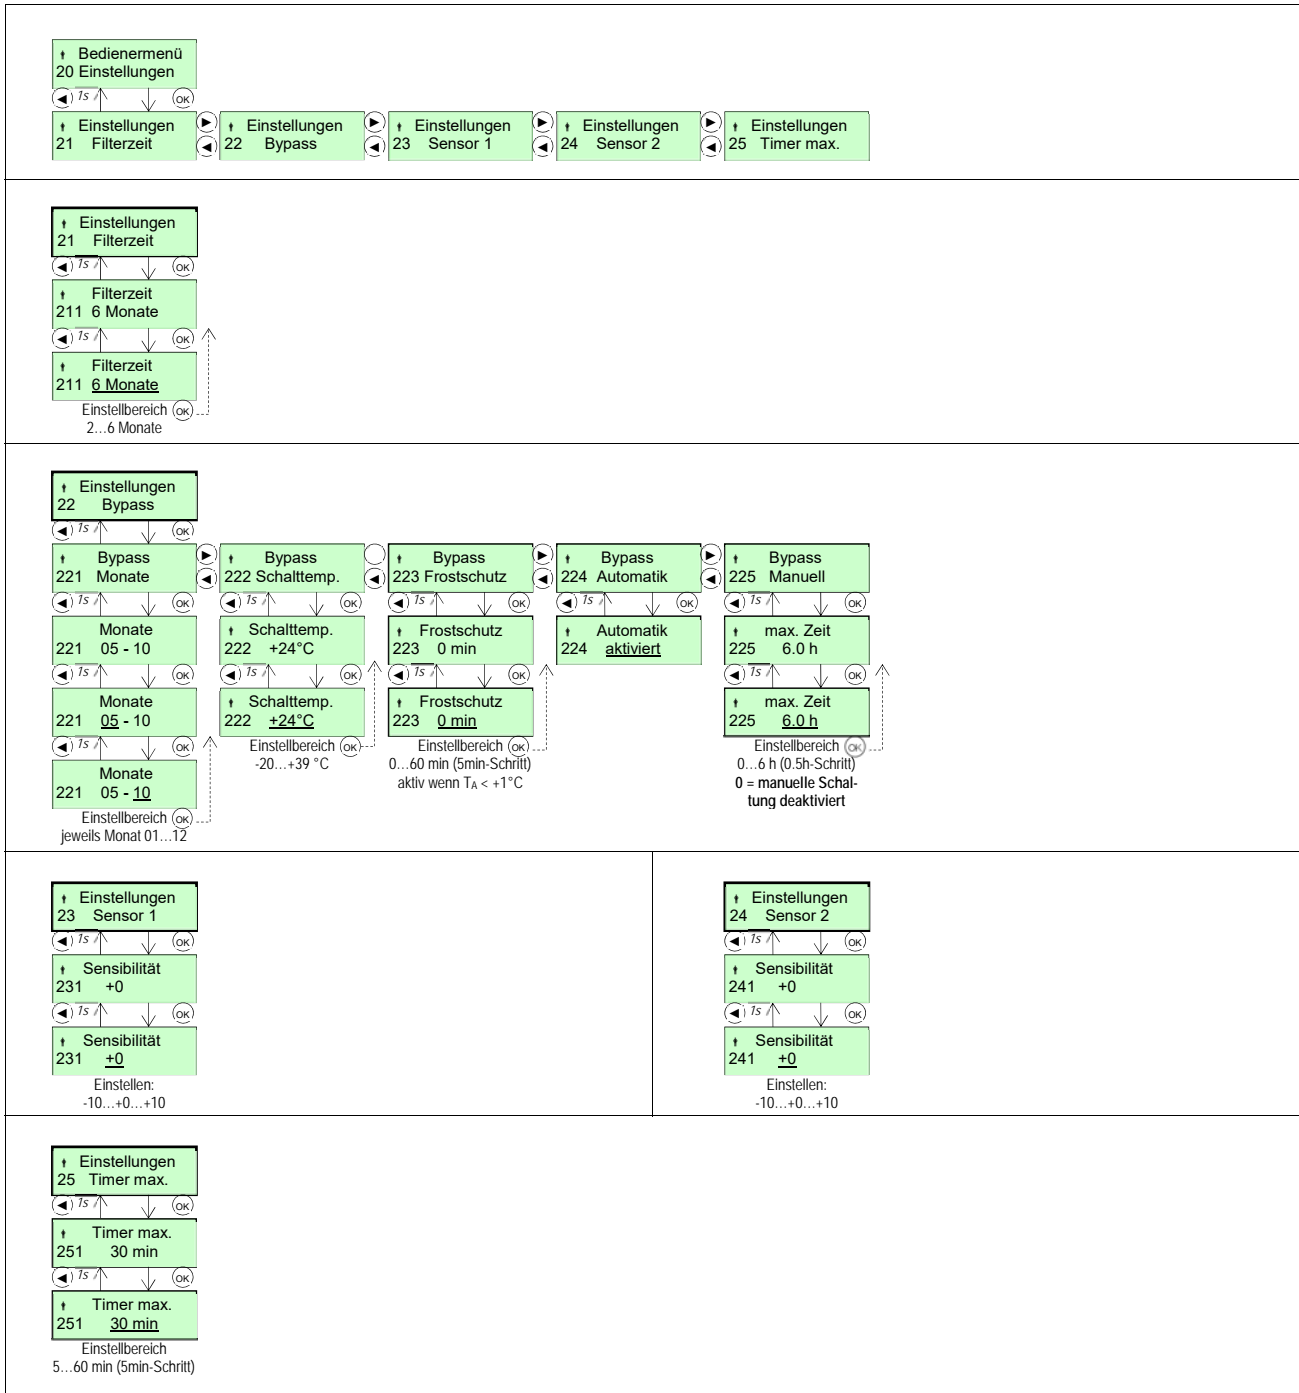 Bedienermenü
20 Einstellungen
◄ 1s OK
Einstellungen
21 Filterzeit
► ◄
Einstellungen
22 Bypass
► ◄
Einstellungen
23 Sensor 1
► ◄
Einstellungen
24 Sensor 2
► ◄
Einstellungen
25 Timer max.
Einstellungen
21 Filterzeit
◄ 1s OK
Filterzeit
211 6 Monate
◄ 1s OK
Filterzeit
211 6 Monate
Einstellbereich OK
2…6 Monate
Einstellungen
22 Bypass
◄ 1s OK
Bypass
221 Monate
◄ 1s OK
Monate
221 05 - 10
◄ 1s OK
Monate
221 05 - 10
◄ 1s OK
Monate
221 05 - 10
Einstellbereich OK
jeweils Monat 01…12
► ◄
Bypass
222 Schalttemp.
◄ 1s OK
Schalttemp.
222 +24°C
◄ 1s OK
Schalttemp.
222 +24°C
Einstellbereich OK
-20…+39 °C
◄
Bypass
223 Frostschutz
◄ 1s OK
Frostschutz
223 0 min
◄ 1s OK
Frostschutz
223 0 min
Einstellbereich OK
0…60 min (5min-Schritt)
aktiv wenn TA < +1°C
► ◄
Bypass
224 Automatik
◄ 1s OK
Automatik
224 aktiviert
► ◄
Bypass
225 Manuell
◄ 1s OK
max. Zeit
225 6.0 h
◄ 1s OK
max. Zeit
225 6.0 h
Einstellbereich OK
0…6 h (0.5h-Schritt)
0 = manuelle Schal-
tung deaktiviert
Einstellungen
23 Sensor 1
◄ 1s OK
Sensibilität
231 +0
◄ 1s OK
Sensibilität
231 +0
Einstellen:
-10…+0…+10
Einstellungen
24 Sensor 2
◄ 1s OK
Sensibilität
241 +0
◄ 1s OK
Sensibilität
241 +0
Einstellen:
-10…+0…+10
Einstellungen
25 Timer max.
◄ 1s OK
Timer max.
251 30 min
◄ 1s OK
Timer max.
251 30 min
Einstellbereich
5…60 min (5min-Schritt)